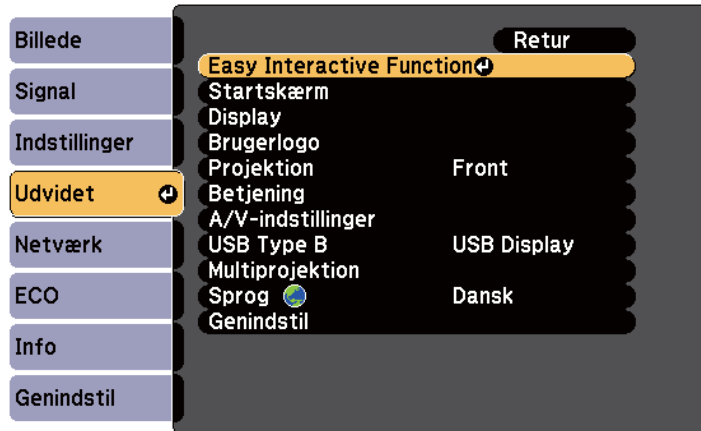 Billede
Signal
Indstillinger
Udvidet
Netværk
ECO
Info
Genindstil
Retur
Easy Interactive Function
Startskærm
Display
Brugerlogo
Projektion Front
Betjening
A/V-indstillinger
USB Type B USB Display
Multiprojektion
Sprog Dansk
Genindstil